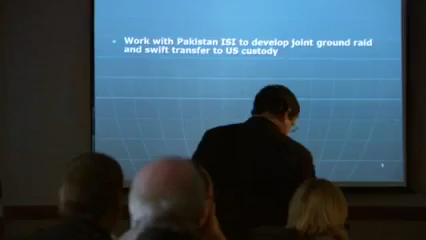 • Work with Pakistan ISI to develop joint ground raid
and swift transfer to US custody